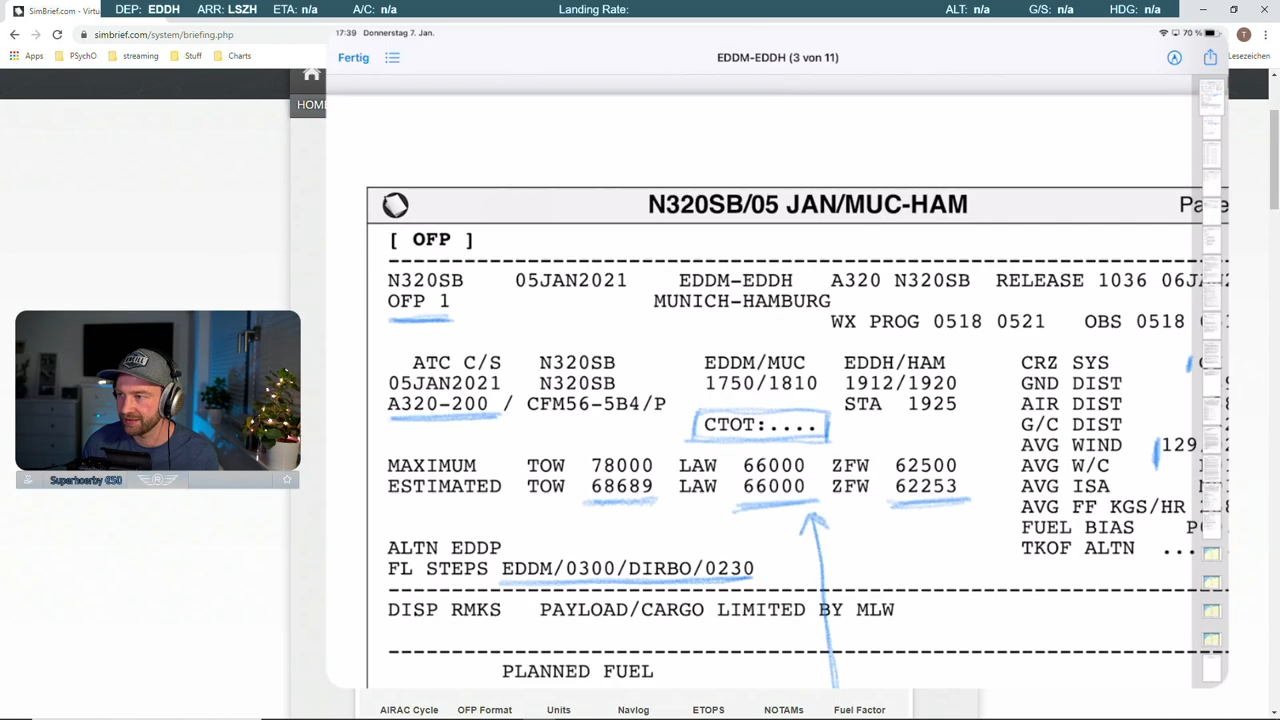 SimBrief.com - Virtu
DEP: EDDH ARR: LSZH ETA: n/a A/C: n/a Landing Rate: ALT: n/a G/S: n/a HDG: n/a
simbrief.com/system/briefing.php
T
Apps PSychO streaming Stuff Charts
Lesezeichen
17:39 Donnerstag 7. Jan.
70 %
Fertig
EDDM-EDDH (3 von 11)
HOME
N320SB/05 JAN/MUC-HAM
[ OFP ]
N320SB 05JAN2021 EDDM-EDDH A320 N320SB RELEASE 1036
OFP 1 MUNICH-HAMBURG
WX PROG 0518 0521 OBS 0518
ATC C/S N320SB EDDM/MUC EDDH/HAM CRZ SYS
05JAN2021 N320SB 1750/1810 1912/1920 GND DIST
A320-200 / CFM56-5B4/P STA 1925 AIR DIST
CTOT:.... G/C DIST
AVG WIND 129
MAXIMUM TOW 78000 LAW 66000 ZFW 62500 AVG W/C
ESTIMATED TOW 68689 LAW 66000 ZFW 62253 AVG ISA
AVG FF KGS/HR
FUEL BIAS
ALTN EDDP TKOF ALTN ...
FL STEPS EDDM/0300/DIRBO/0230
DISP RMKS PAYLOAD/CARGO LIMITED BY MLW
PLANNED FUEL
Superhoerby €50
AIRAC Cycle OFP Format Units Navlog ETOPS NOTAMs Fuel Factor